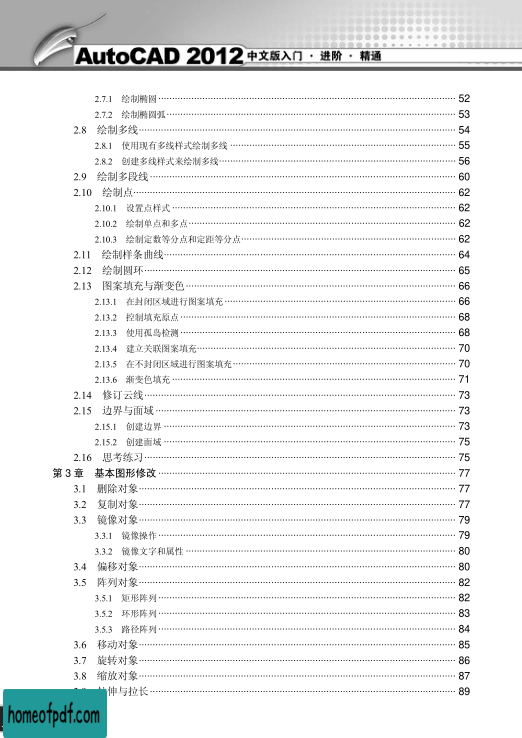 AutoCAD 2012 中文版入门 · 进阶 · 精通
2.7.1 绘制椭圆 52
2.7.2 绘制椭圆弧 53
2.8 绘制多线 54
2.8.1 使用现有多线样式绘制多线 55
2.8.2 创建多线样式来绘制多线 56
2.9 绘制多段线 60
2.10 绘制点 62
2.10.1 设置点样式 62
2.10.2 绘制单点和多点 62
2.10.3 绘制定数等分点和定距等分点 62
2.11 绘制样条曲线 64
2.12 绘制圆环 65
2.13 图案填充与渐变色 66
2.13.1 在封闭区域进行图案填充 66
2.13.2 控制填充原点 68
2.13.3 使用孤岛检测 68
2.13.4 建立关联图案填充 70
2.13.5 在不封闭区域进行图案填充 70
2.13.6 渐变色填充 71
2.14 修订云线 73
2.15 边界与面域 73
2.15.1 创建边界 73
2.15.2 创建面域 75
2.16 思考练习 75
第 3 章 基本图形修改 77
3.1 删除对象 77
3.2 复制对象 77
3.3 镜像对象 79
3.3.1 镜像操作 79
3.3.2 镜像文字和属性 80
3.4 偏移对象 80
3.5 阵列对象 82
3.5.1 矩形阵列 82
3.5.2 环形阵列 83
3.5.3 路径阵列 84
3.6 移动对象 85
3.7 旋转对象 86
3.8 缩放对象 87
伸与拉长 89
homeofpdf.com